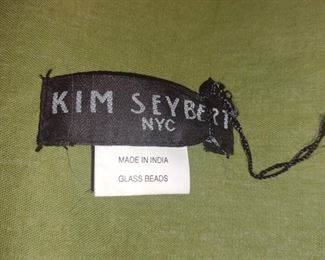 KIM SEYBERT
NYC
MADE IN INDIA
GLASS BEADS